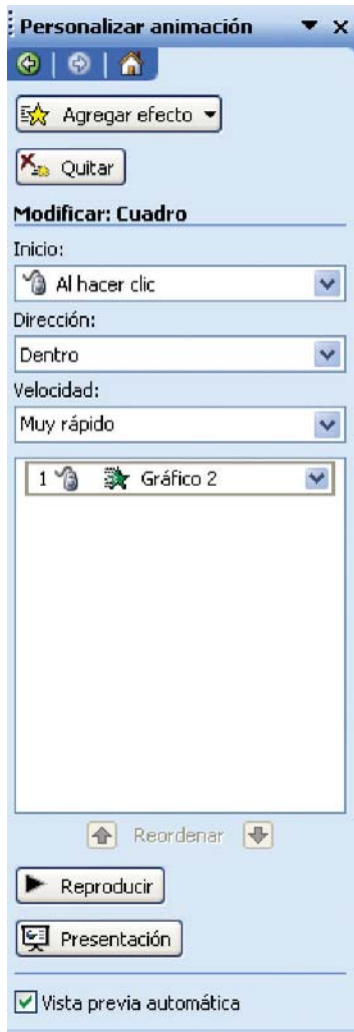 Personalizar animación
Agregar efecto
Quitar
Modificar: Cuadro
Inicio:
Al hacer clic
Dirección:
Dentro
Velocidad:
Muy rápido
1 Gráfico 2
Reordenar
Reproducir
Presentación
Vista previa automática